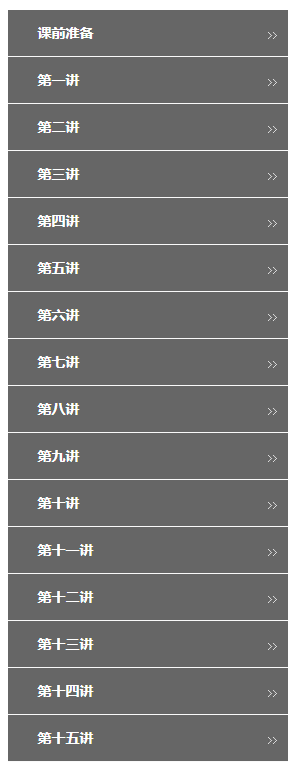 课前准备
第一讲
第二讲
第三讲
第四讲
第五讲
第六讲
第七讲
第八讲
第九讲
第十讲
第十一讲
第十二讲
第十三讲
第十四讲
第十五讲